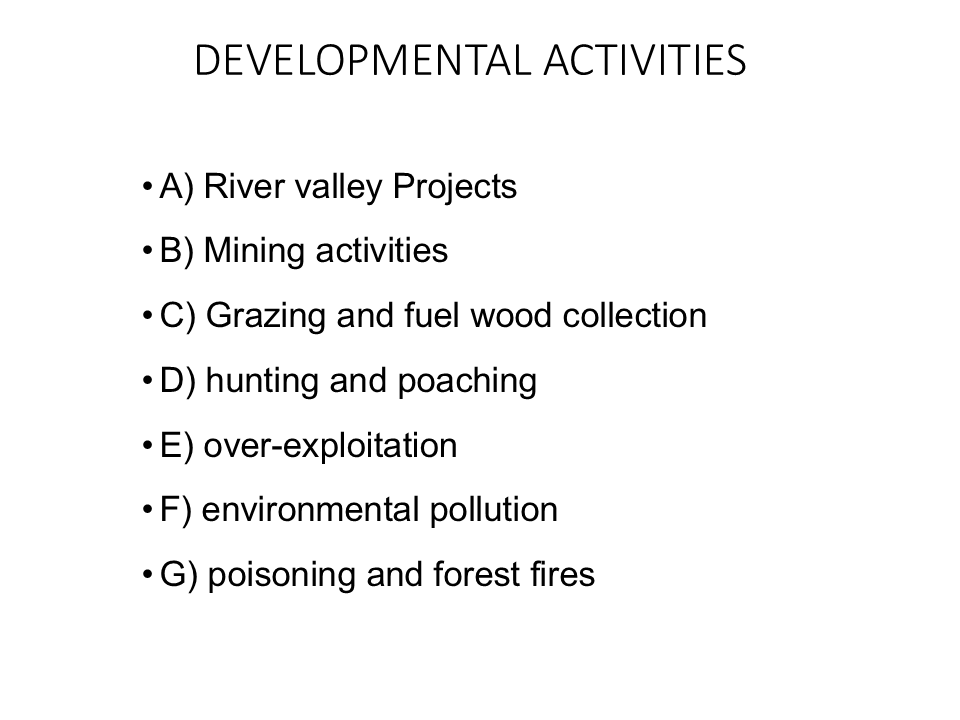 DEVELOPMENTAL ACTIVITIES
• A) River valley Projects
• B) Mining activities
• C) Grazing and fuel wood collection
• D) hunting and poaching
• E) over-exploitation
• F) environmental pollution
• G) poisoning and forest fires